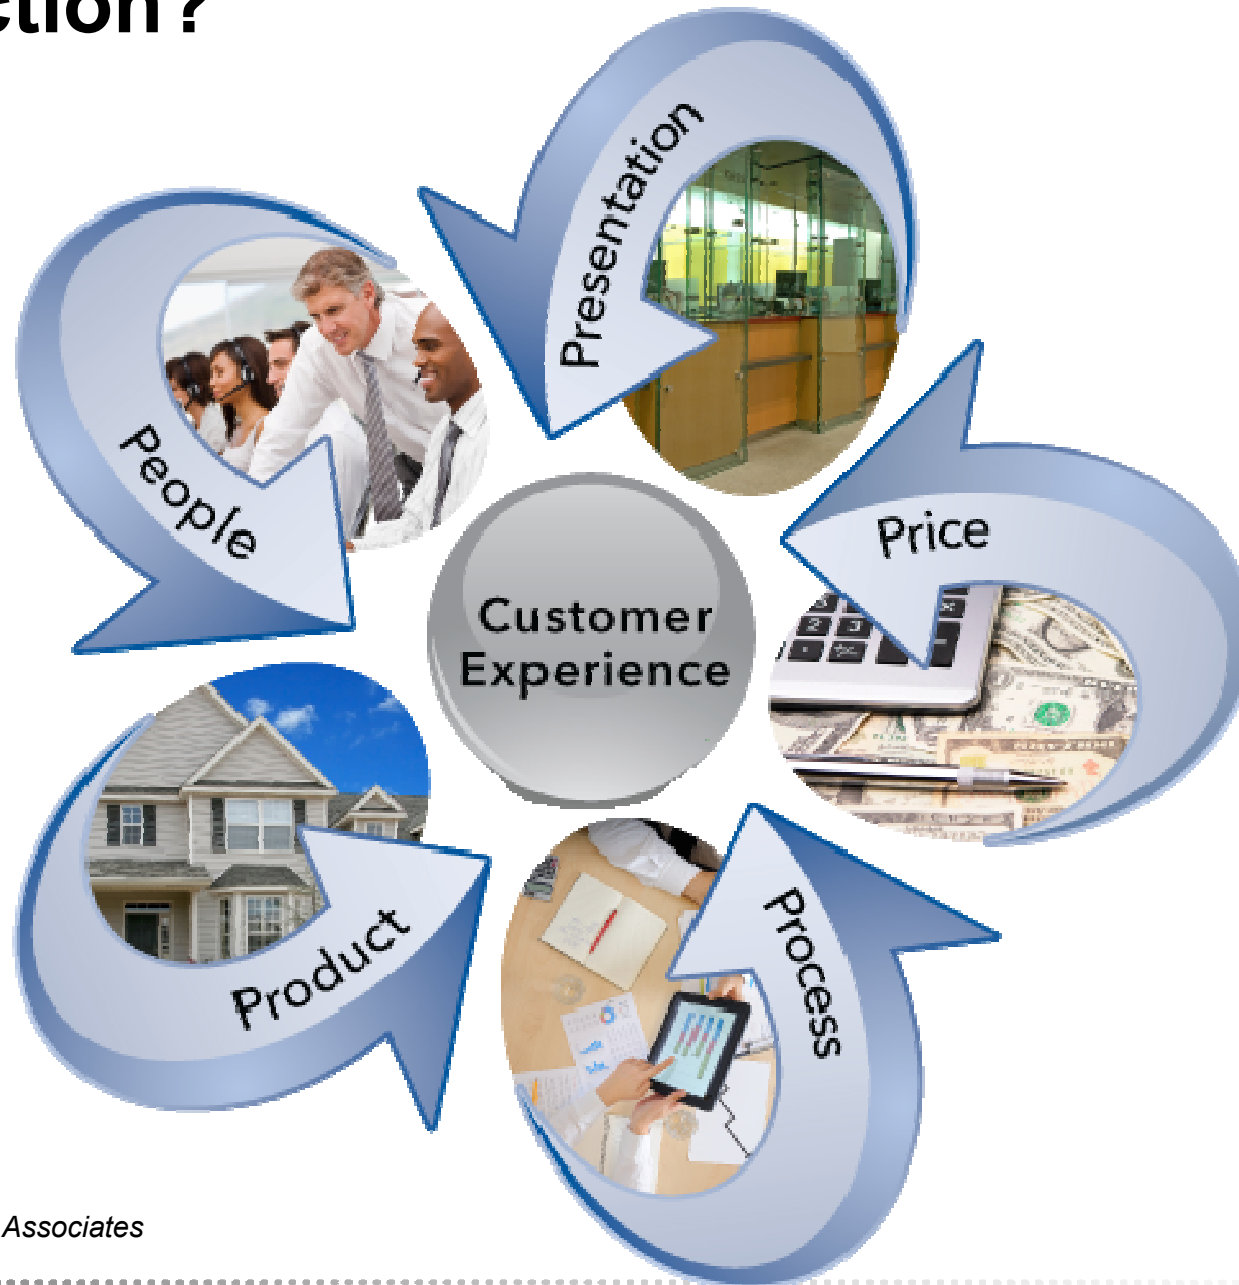 ction?
Presentation
People
Price
Customer
Experience
Product
Process
Associates